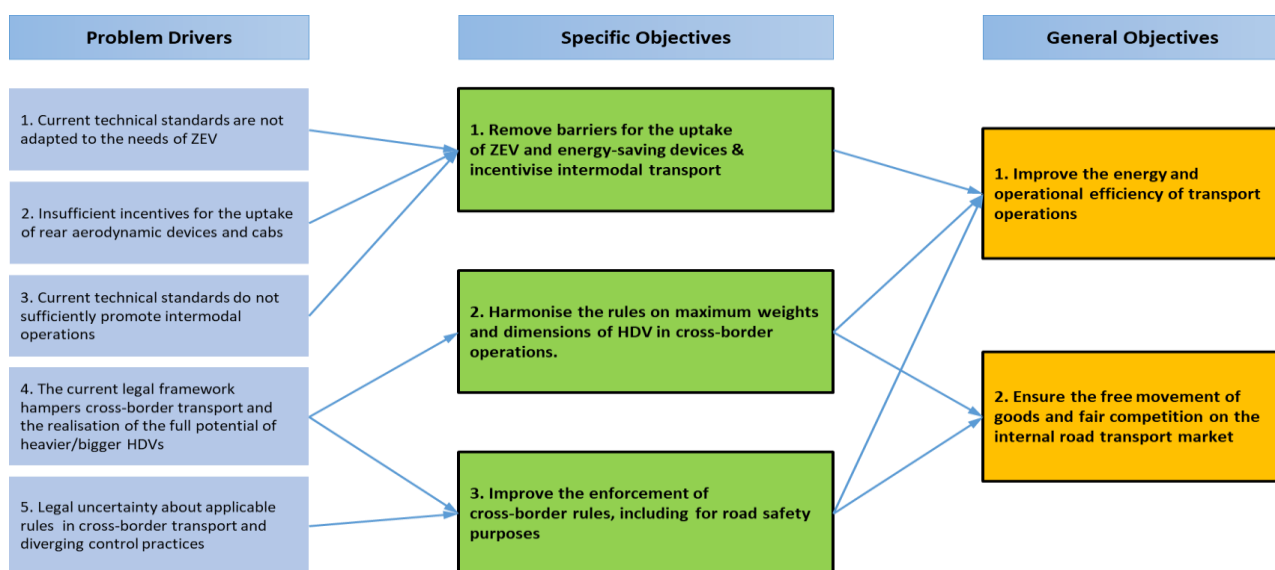 Problem Drivers
1. Current technical standards are not
adapted to the needs of ZEV
2. Insufficient incentives for the uptake
of rear aerodynamic devices and cabs
3. Current technical standards do not
sufficiently promote intermodal
operations
4. The current legal framework
hampers cross-border transport and
the realisation of the full potential of
heavier/bigger HDVs
5. Legal uncertainty about applicable
rules in cross-border transport and
diverging control practices
Specific Objectives
1. Remove barriers for the uptake
of ZEV and energy-saving devices &
incentivise intermodal transport
2. Harmonise the rules on maximum weights
and dimensions of HDV in cross-border
operations.
3. Improve the enforcement of
cross-border rules, including for road safety
purposes
General Objectives
1. Improve the energy and
operational efficiency of transport
operations
2. Ensure the free movement of
goods and fair competition on the
internal road transport market